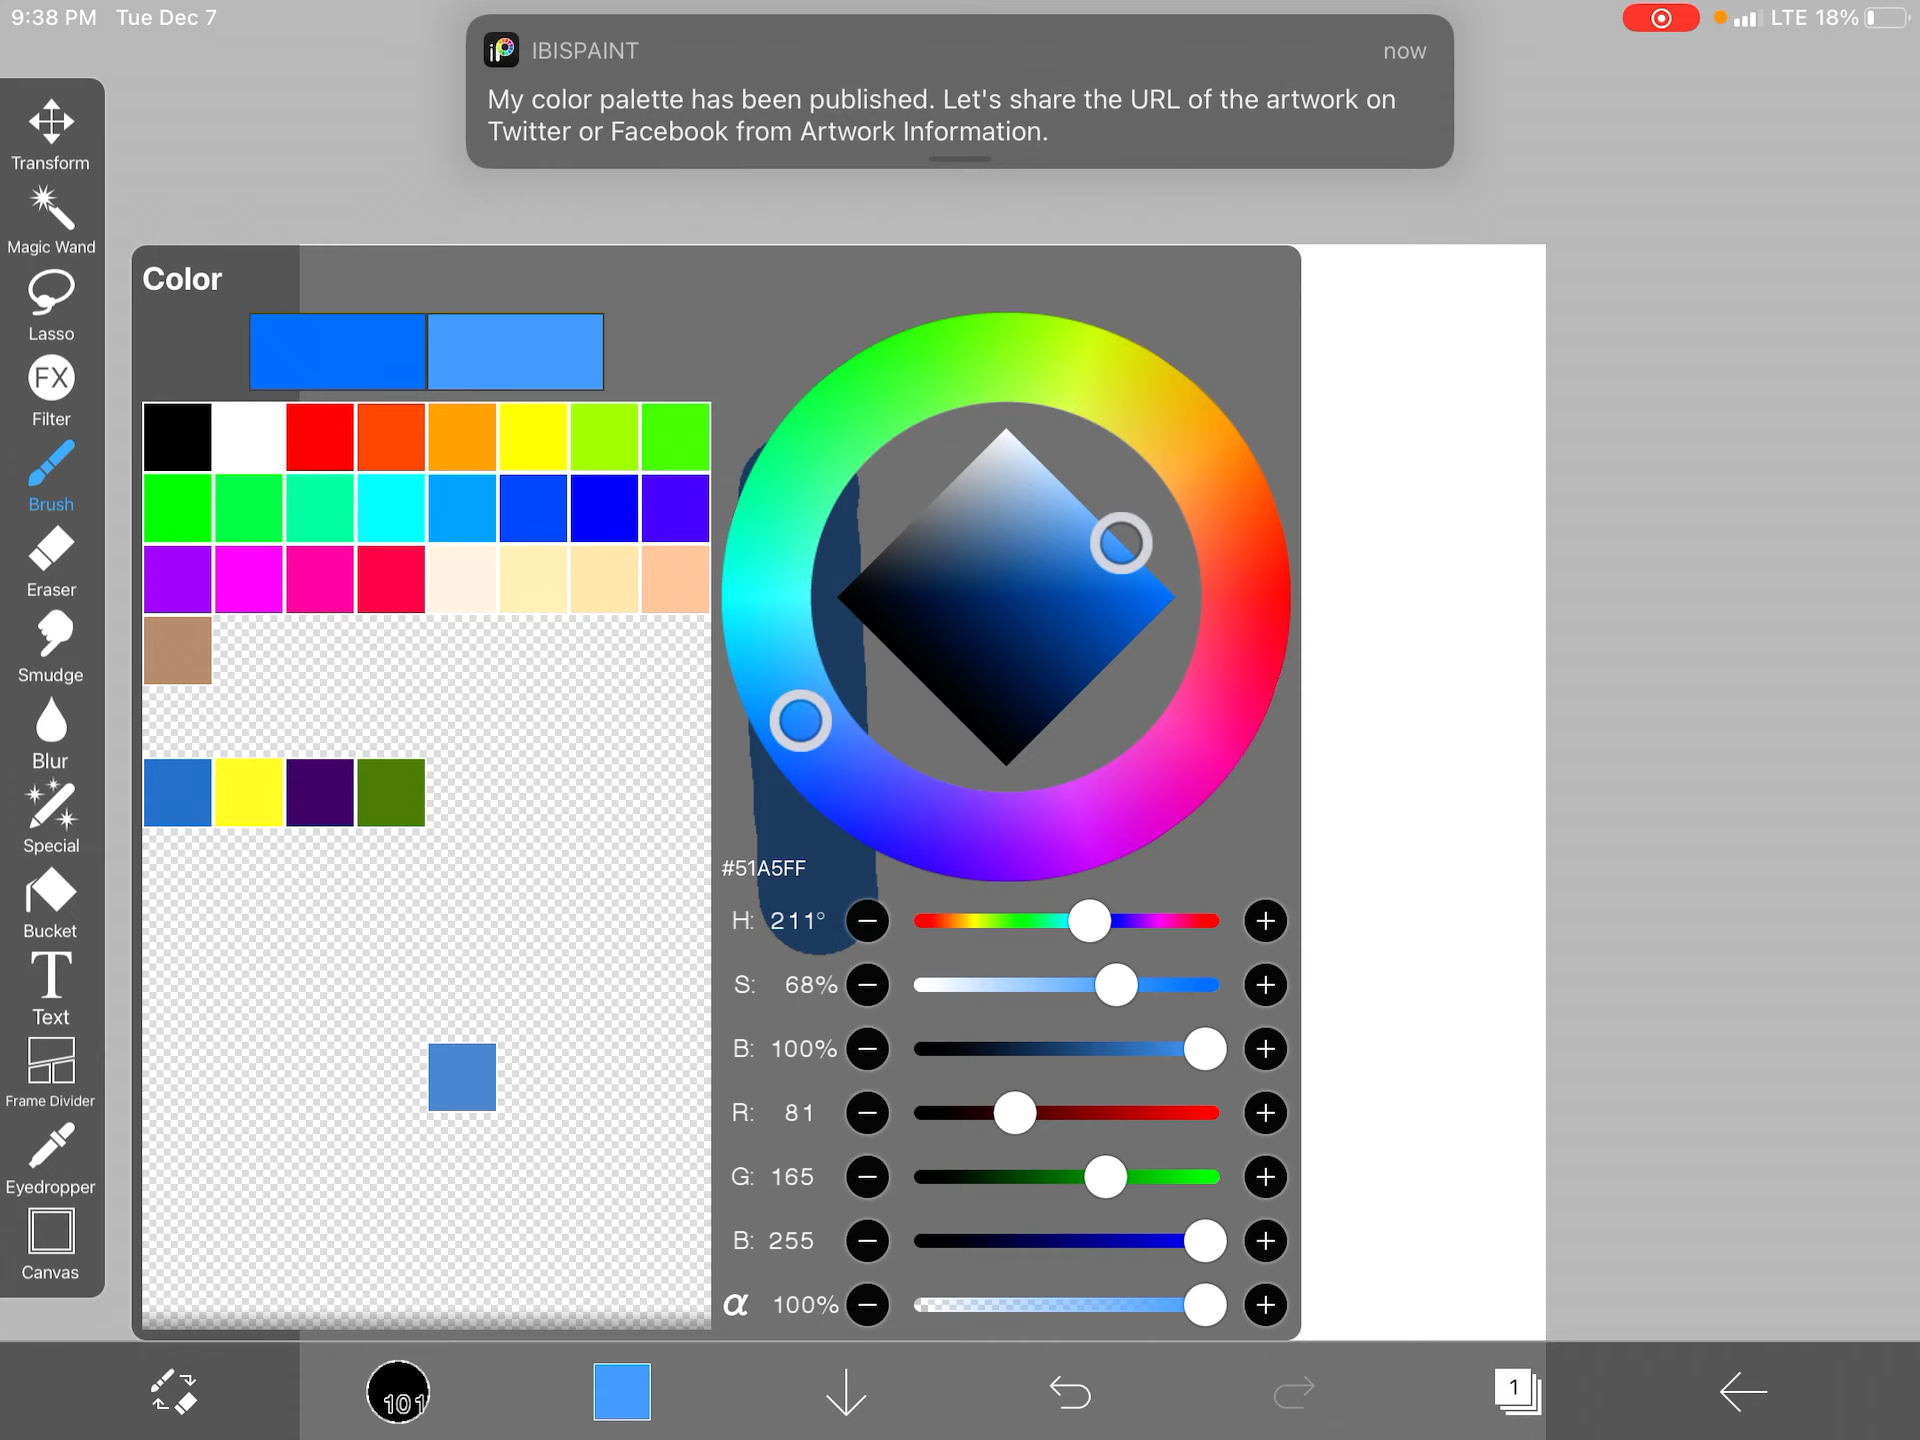 9:38 PM Tue Dec 7
LTE 18%
IBISPAINT
now
My color palette has been published. Let's share the URL of the artwork on
Twitter or Facebook from Artwork Information.
Transform
Magic Wand
Lasso
FX
Filter
Brush
Eraser
Smudge
Blur
Special
Bucket
T
Text
Frame Divider
Eyedropper
Canvas
Color
#51A5FF
H: 211°
S: 68%
B: 100%
R: 81
G: 165
B: 255
α 100%
101
1